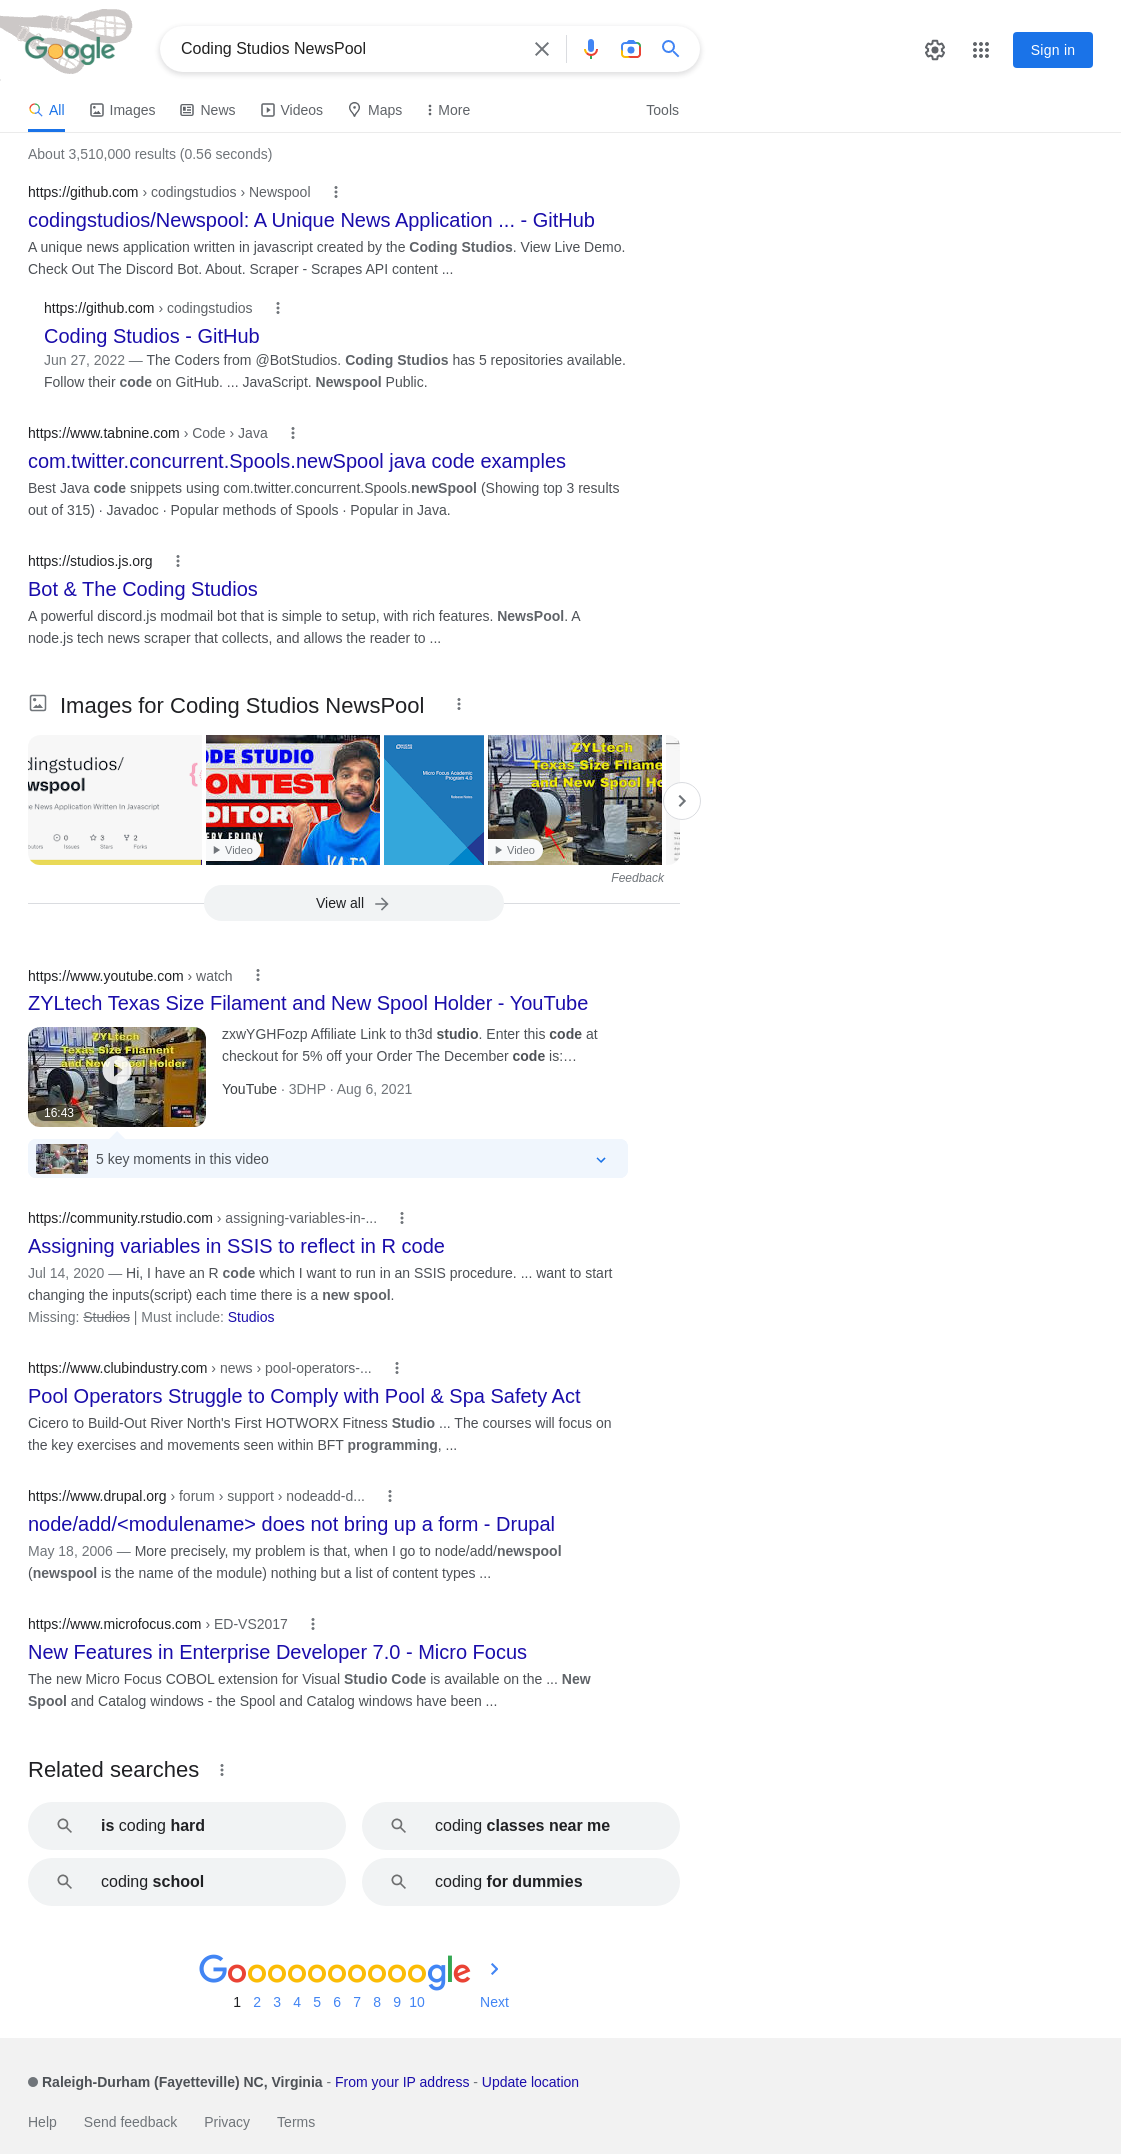 Google
Coding Studios NewsPool
Sign in
All Images News Videos Maps More Tools
About 3,510,000 results (0.56 seconds)
https://github.com › codingstudios › Newspool
codingstudios/Newspool: A Unique News Application ... - GitHub
A unique news application written in javascript created by the Coding Studios. View Live Demo.
Check Out The Discord Bot. About. Scraper - Scrapes API content ...
https://github.com › codingstudios
Coding Studios - GitHub
Jun 27, 2022 — The Coders from @BotStudios. Coding Studios has 5 repositories available.
Follow their code on GitHub. ... JavaScript. Newspool Public.
https://www.tabnine.com › Code › Java
com.twitter.concurrent.Spools.newSpool java code examples
Best Java code snippets using com.twitter.concurrent.Spools.newSpool (Showing top 3 results
out of 315) · Javadoc · Popular methods of Spools · Popular in Java.
https://studios.js.org
Bot & The Coding Studios
A powerful discord.js modmail bot that is simple to setup, with rich features. NewsPool. A
node.js tech news scraper that collects, and allows the reader to ...
Images for Coding Studios NewsPool
dingstudios/
wspool
e News Application Written In Javascript
0 3 2
Issues Stars Forks
ODE STUDIO
ONTEST
DITORIAL
ERY FRIDAY
Video
Micro Focus Academic
Program 4.0
ZYLtech
Texas Size Filame
and New Spool Ho
Video
Feedback
View all
https://www.youtube.com › watch
ZYLtech Texas Size Filament and New Spool Holder - YouTube
ZYLtech
Texas Size Filament
and New Spool Holder
16:43
zxwYGHFozp Affiliate Link to th3d studio. Enter this code at
checkout for 5% off your Order The December code is:…
YouTube · 3DHP · Aug 6, 2021
5 key moments in this video
https://community.rstudio.com › assigning-variables-in-...
Assigning variables in SSIS to reflect in R code
Jul 14, 2020 — Hi, I have an R code which I want to run in an SSIS procedure. ... want to start
changing the inputs(script) each time there is a new spool.
Missing: Studios | Must include: Studios
https://www.clubindustry.com › news › pool-operators-...
Pool Operators Struggle to Comply with Pool & Spa Safety Act
Cicero to Build-Out River North's First HOTWORX Fitness Studio ... The courses will focus on
the key exercises and movements seen within BFT programming, ...
https://www.drupal.org › forum › support › nodeadd-d...
node/add/<modulename> does not bring up a form - Drupal
May 18, 2006 — More precisely, my problem is that, when I go to node/add/newspool
(newspool is the name of the module) nothing but a list of content types ...
https://www.microfocus.com › ED-VS2017
New Features in Enterprise Developer 7.0 - Micro Focus
The new Micro Focus COBOL extension for Visual Studio Code is available on the ... New
Spool and Catalog windows - the Spool and Catalog windows have been ...
Related searches
is coding hard
coding classes near me
coding school
coding for dummies
Goooooooooogle
1 2 3 4 5 6 7 8 9 10 Next
Raleigh-Durham (Fayetteville) NC, Virginia - From your IP address - Update location
Help Send feedback Privacy Terms